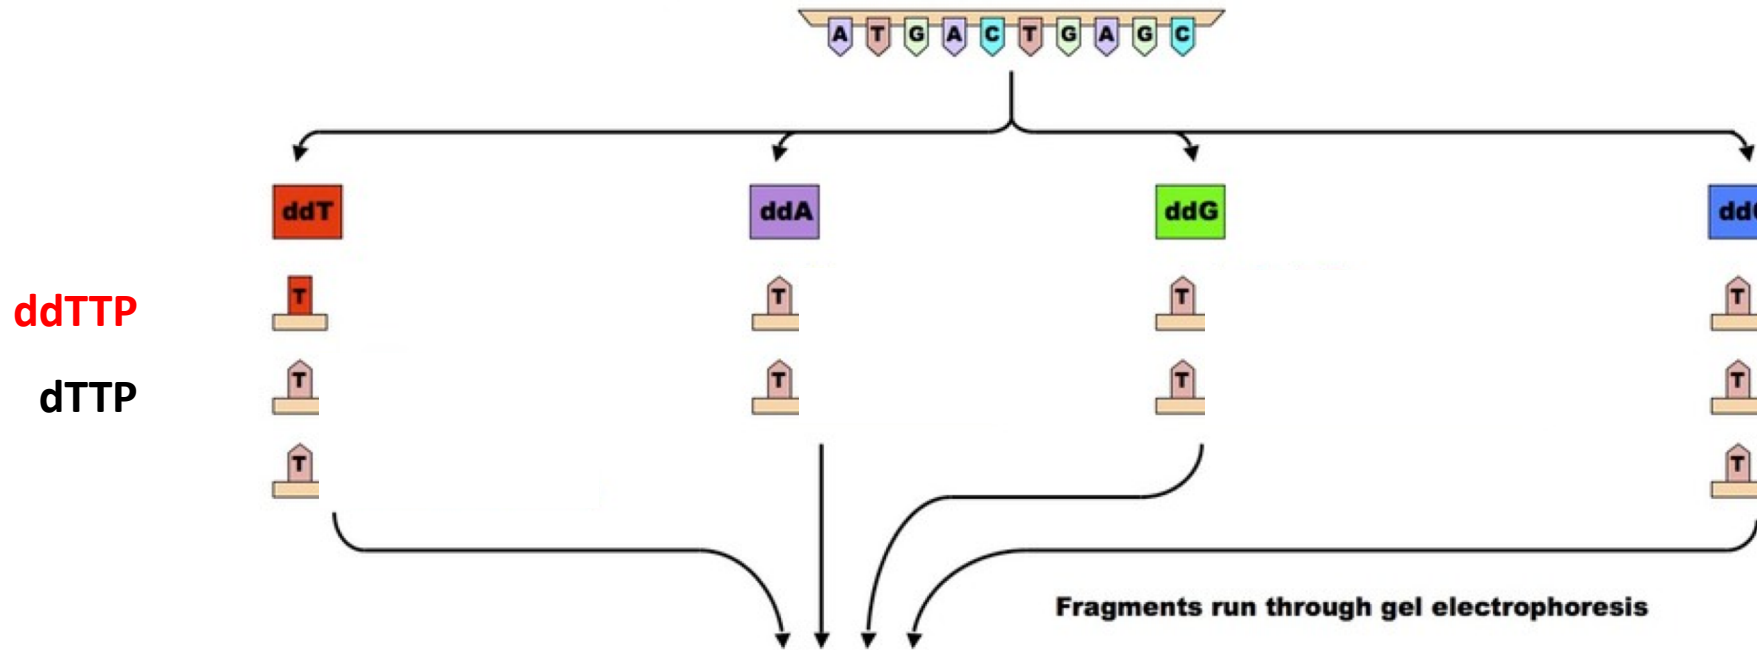 A T G A C T G A G C
ddT ddA ddG
ddTTP T T T T
dTTP T T T T
T T
Fragments run through gel electrophoresis